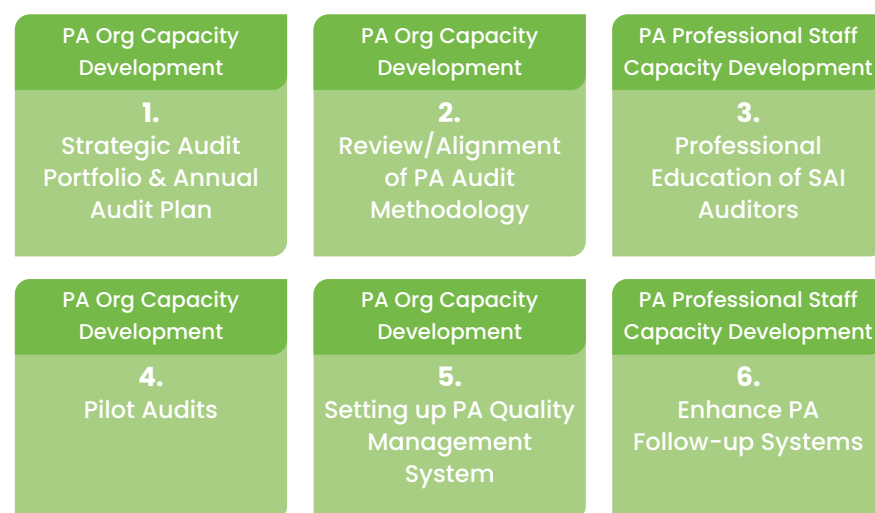 PA Org Capacity
Development
1.
Strategic Audit
Portfolio & Annual
Audit Plan
PA Org Capacity
Development
2.
Review/Alignment
of PA Audit
Methodology
PA Professional Staff
Capacity Development
3.
Professional
Education of SAI
Auditors
PA Org Capacity
Development
4.
Pilot Audits
PA Org Capacity
Development
5.
Setting up PA Quality
Management
System
PA Professional Staff
Capacity Development
6.
Enhance PA
Follow-up Systems